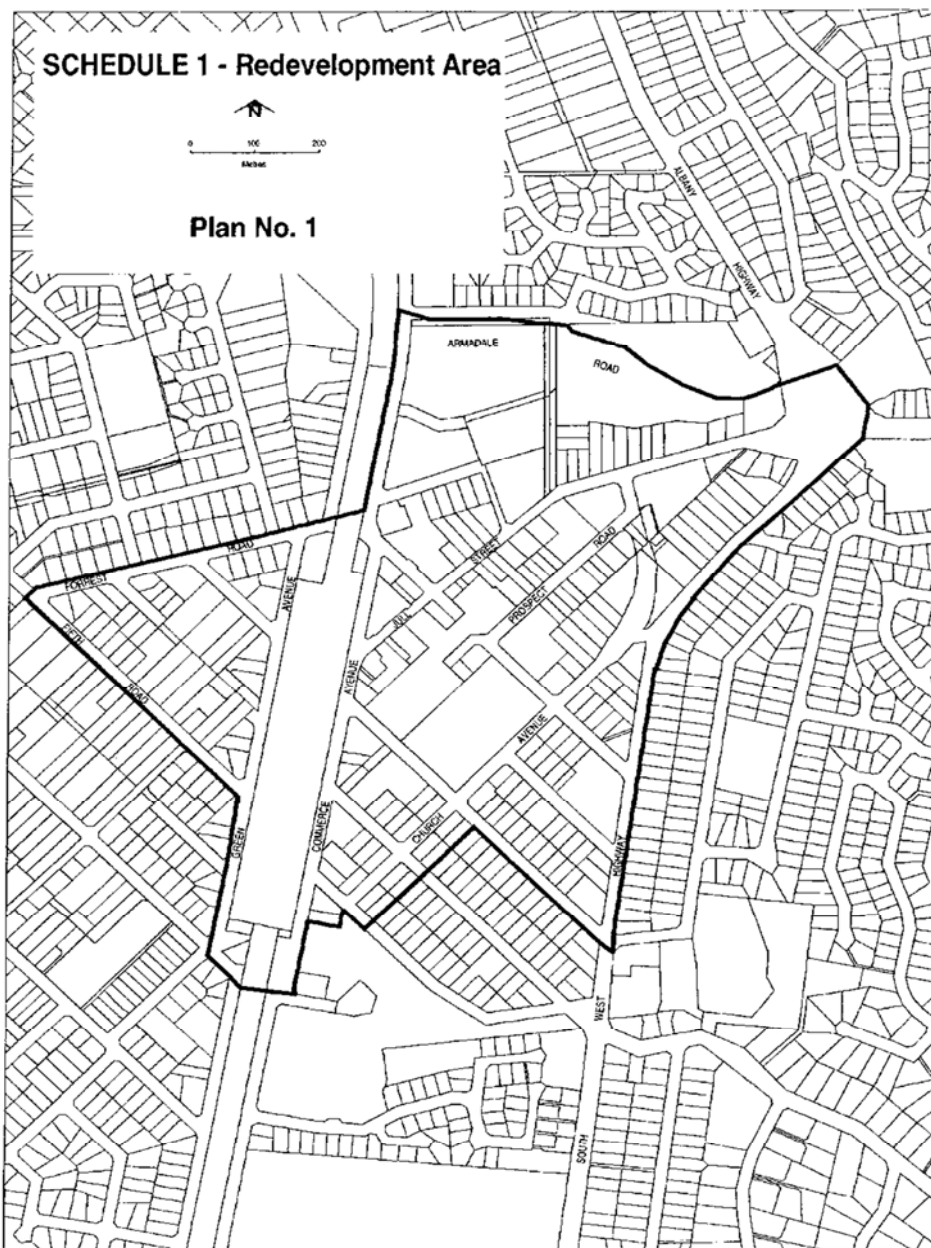 SCHEDULE 1 - Redevelopment Area
N
0 100 200
Metres
Plan No. 1
ALBANY
HIGHWAY
ARMADALE
ROAD
FORREST
ROAD
FIFTH
ROAD
AVENUE
GREEN
JULL
STREET
PROSPECT
ROAD
AVENUE
COMMERCE
CHURCH
AVENUE
HIGHWAY
WEST
SOUTH